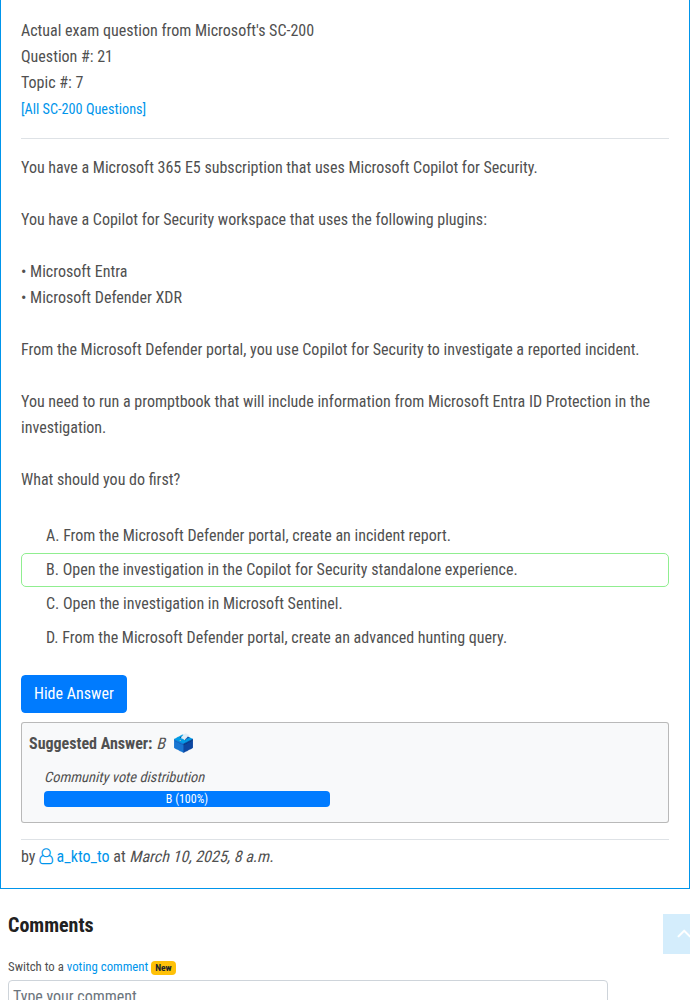 Actual exam question from Microsoft's SC-200
Question #: 21
Topic #: 7
[All SC-200 Questions]
You have a Microsoft 365 E5 subscription that uses Microsoft Copilot for Security.
You have a Copilot for Security workspace that uses the following plugins:
• Microsoft Entra
• Microsoft Defender XDR
From the Microsoft Defender portal, you use Copilot for Security to investigate a reported incident.
You need to run a promptbook that will include information from Microsoft Entra ID Protection in the
investigation.
What should you do first?
A. From the Microsoft Defender portal, create an incident report.
B. Open the investigation in the Copilot for Security standalone experience.
C. Open the investigation in Microsoft Sentinel.
D. From the Microsoft Defender portal, create an advanced hunting query.
Hide Answer
Suggested Answer: B
Community vote distribution
B (100%)
by a_kto_to at March 10, 2025, 8 a.m.
Comments
Switch to a voting comment New
Type your comment